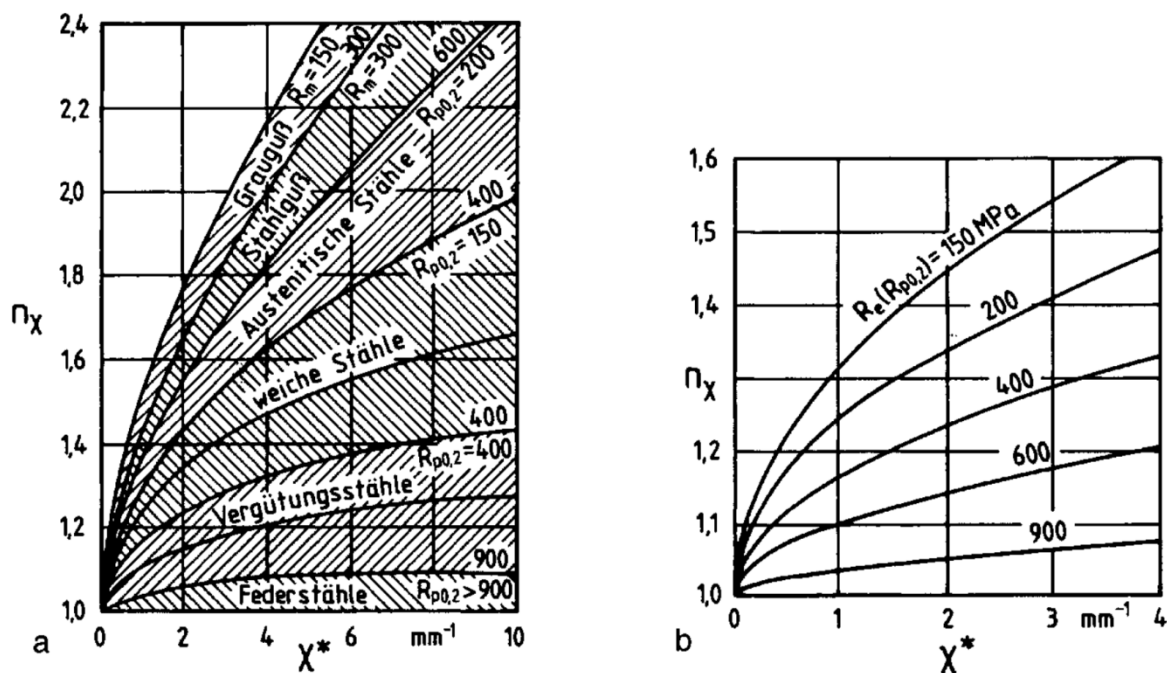 2,4
2,2
2,0
1,8
nχ
1,6
1,4
1,2
1,0
Grauguß
Rm=150
300
Stahlguß
Rm=300
600
Austenitische Stähle
Rp0,2=200
400
Rp0,2=150
weiche Stähle
400
Rp0,2=400
Vergütungsstähle
900
Federstähle
Rp0,2>900
0 2 4 6 mm⁻¹ 10
a χ*
1,6
1,5
1,4
nχ
1,3
1,2
1,1
1,0
Re(Rp0,2)=150 MPa
200
400
600
900
0 1 2 3 mm⁻¹ 4
b χ*